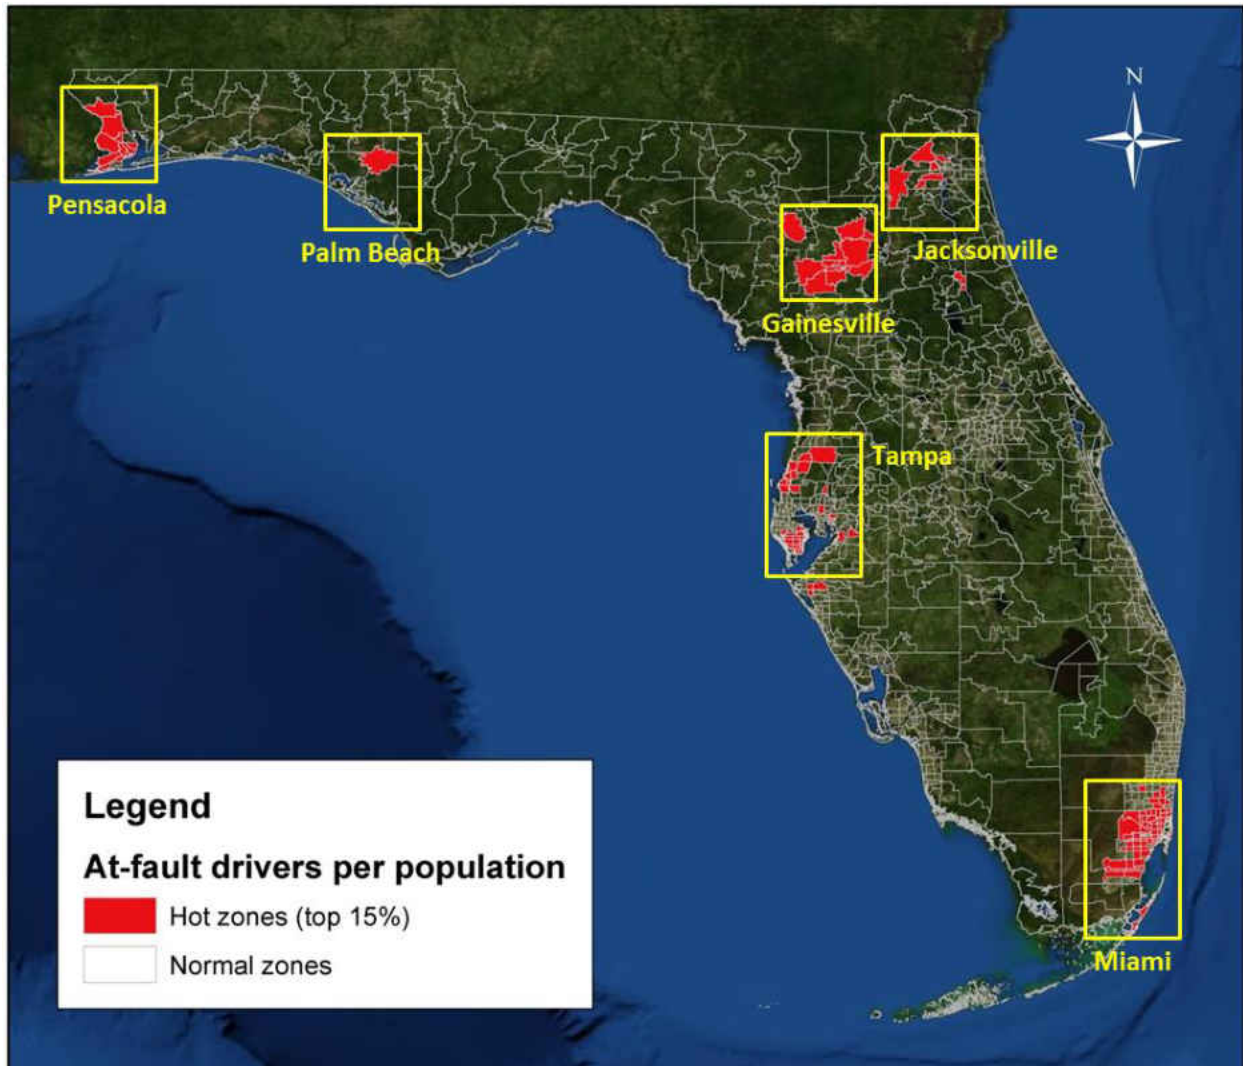 N
Pensacola
Palm Beach
Jacksonville
Gainesville
Tampa
Miami
Legend
At-fault drivers per population
Hot zones (top 15%)
Normal zones